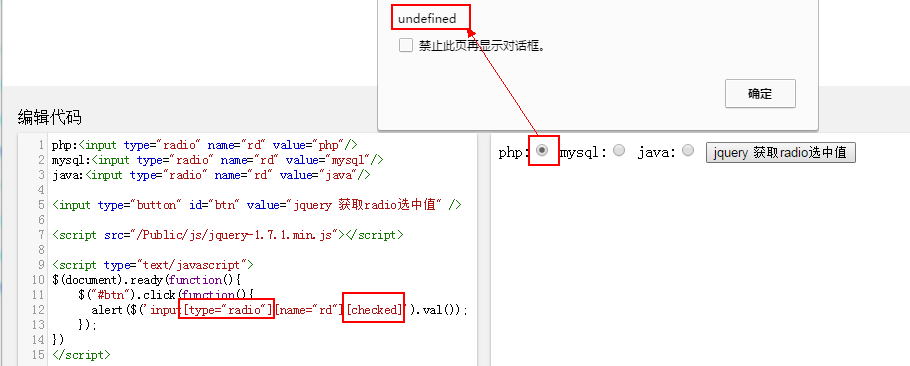 undefined
禁止此页再显示对话框。
确定
编辑代码
1 php:<input type="radio" name="rd" value="php"/>
2 mysql:<input type="radio" name="rd" value="mysql"/>
3 java:<input type="radio" name="rd" value="java"/>
4
5 <input type="button" id="btn" value="jquery 获取radio选中值" />
6
7 <script src="/Public/js/jquery-1.7.1.min.js"></script>
8
9 <script type="text/javascript">
10 $(document).ready(function(){
11 $("#btn").click(function(){
12 alert($('input[type="radio"][name="rd"][checked]').val());
13 });
14 })
15 </script>
php: mysql: java: jquery 获取radio选中值